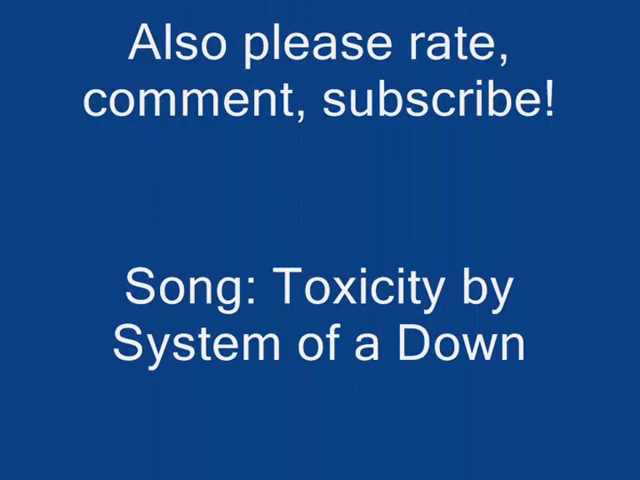 Also please rate,
comment, subscribe!
Song: Toxicity by
System of a Down